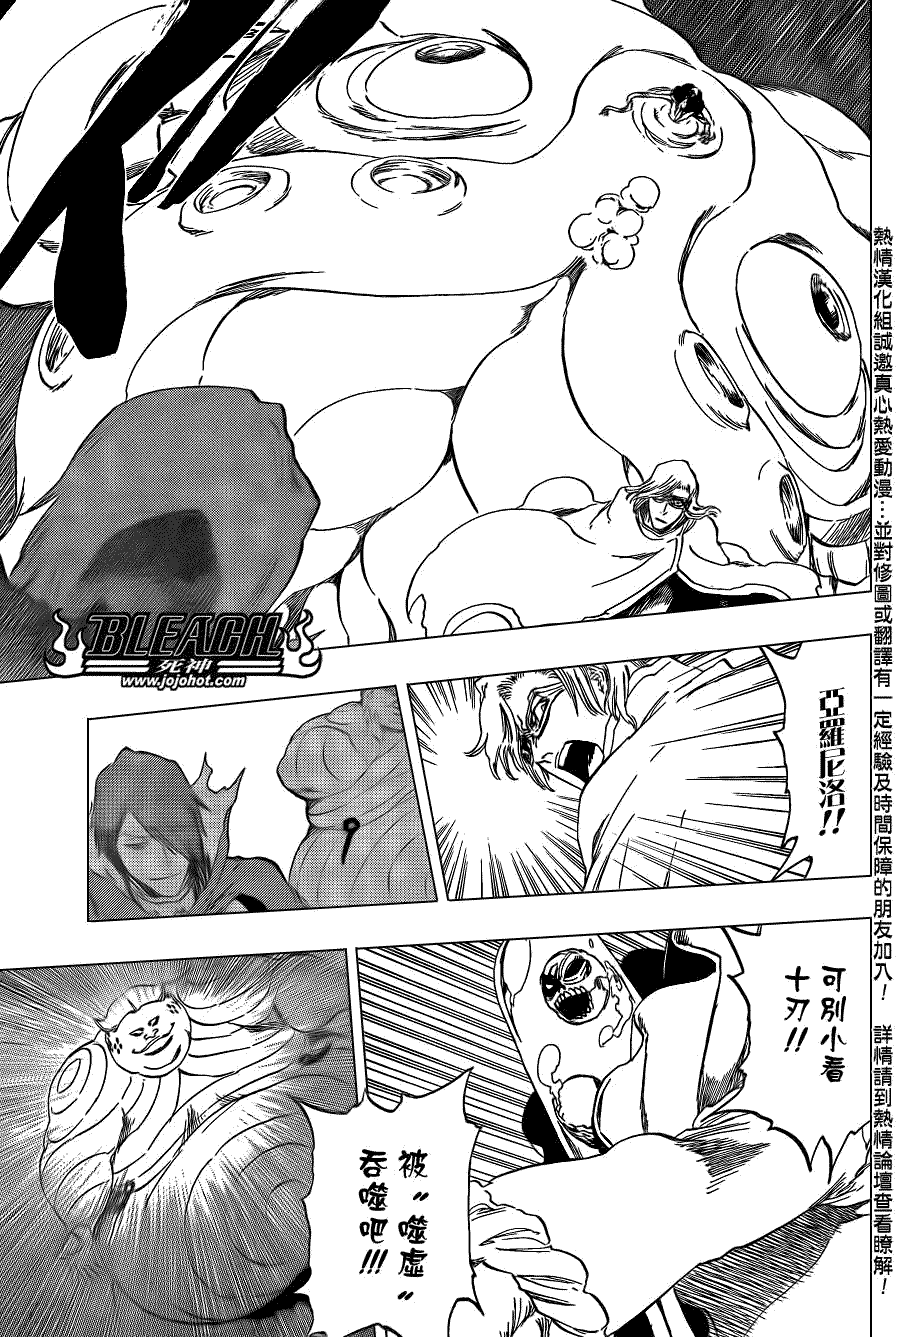 熱情漢化組誠邀真心熱愛動漫…並對修圖或翻譯有一定經驗及時間保障的朋友加入！　詳情請到熱情論壇查看瞭解！
BLEACH
死神
www.jojohot.com
亞羅尼洛!!
可別小看
十刃!!
被〝噬虛〞
吞噬吧!!!